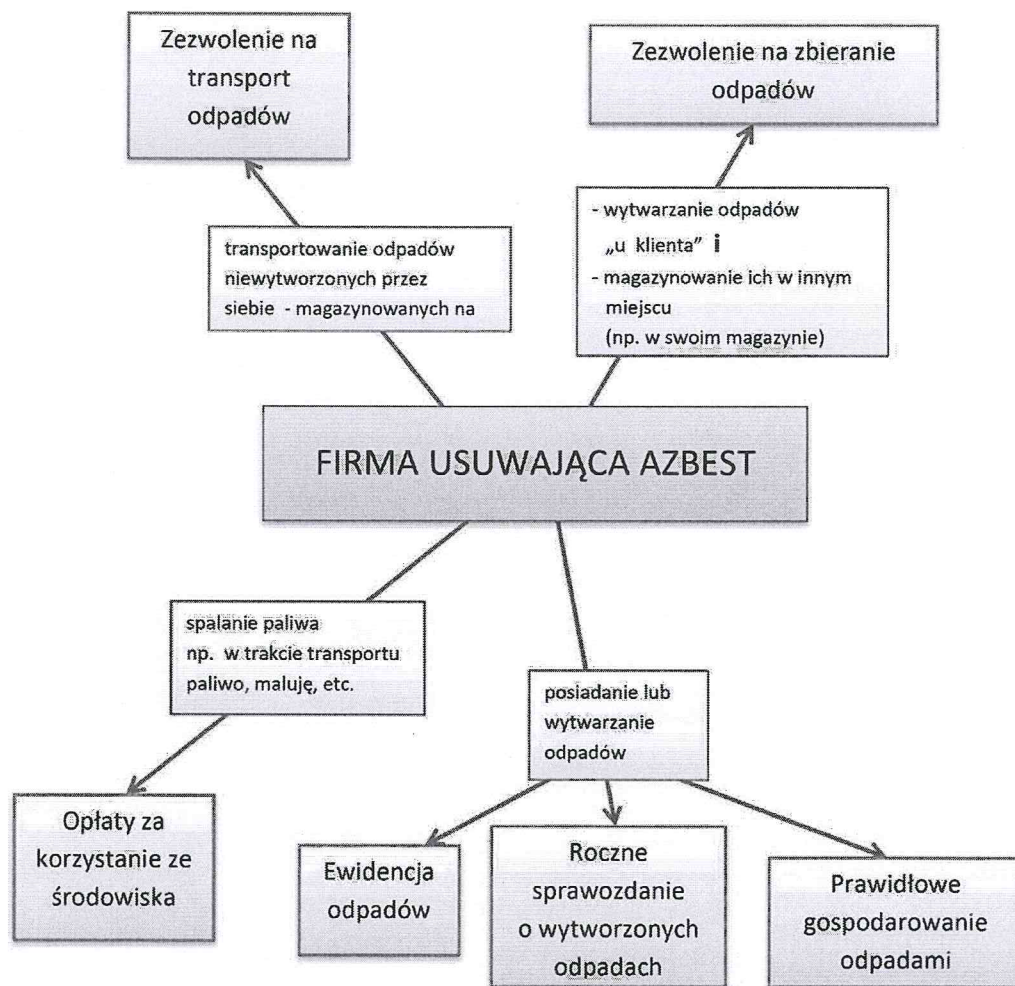 Zezwolenie na
transport
odpadów
Zezwolenie na zbieranie
odpadów
transportowanie odpadów
niewytworzonych przez
siebie - magazynowanych na
- wytwarzanie odpadów
„u klienta” i
- magazynowanie ich w innym
miejscu
(np. w swoim magazynie)
FIRMA USUWAJĄCA AZBEST
spalanie paliwa
np. w trakcie transportu
paliwo, maluję, etc.
posiadanie lub
wytwarzanie
odpadów
Opłaty za
korzystanie ze
środowiska
Ewidencja
odpadów
Roczne
sprawozdanie
o wytworzonych
odpadach
Prawidłowe
gospodarowanie
odpadami